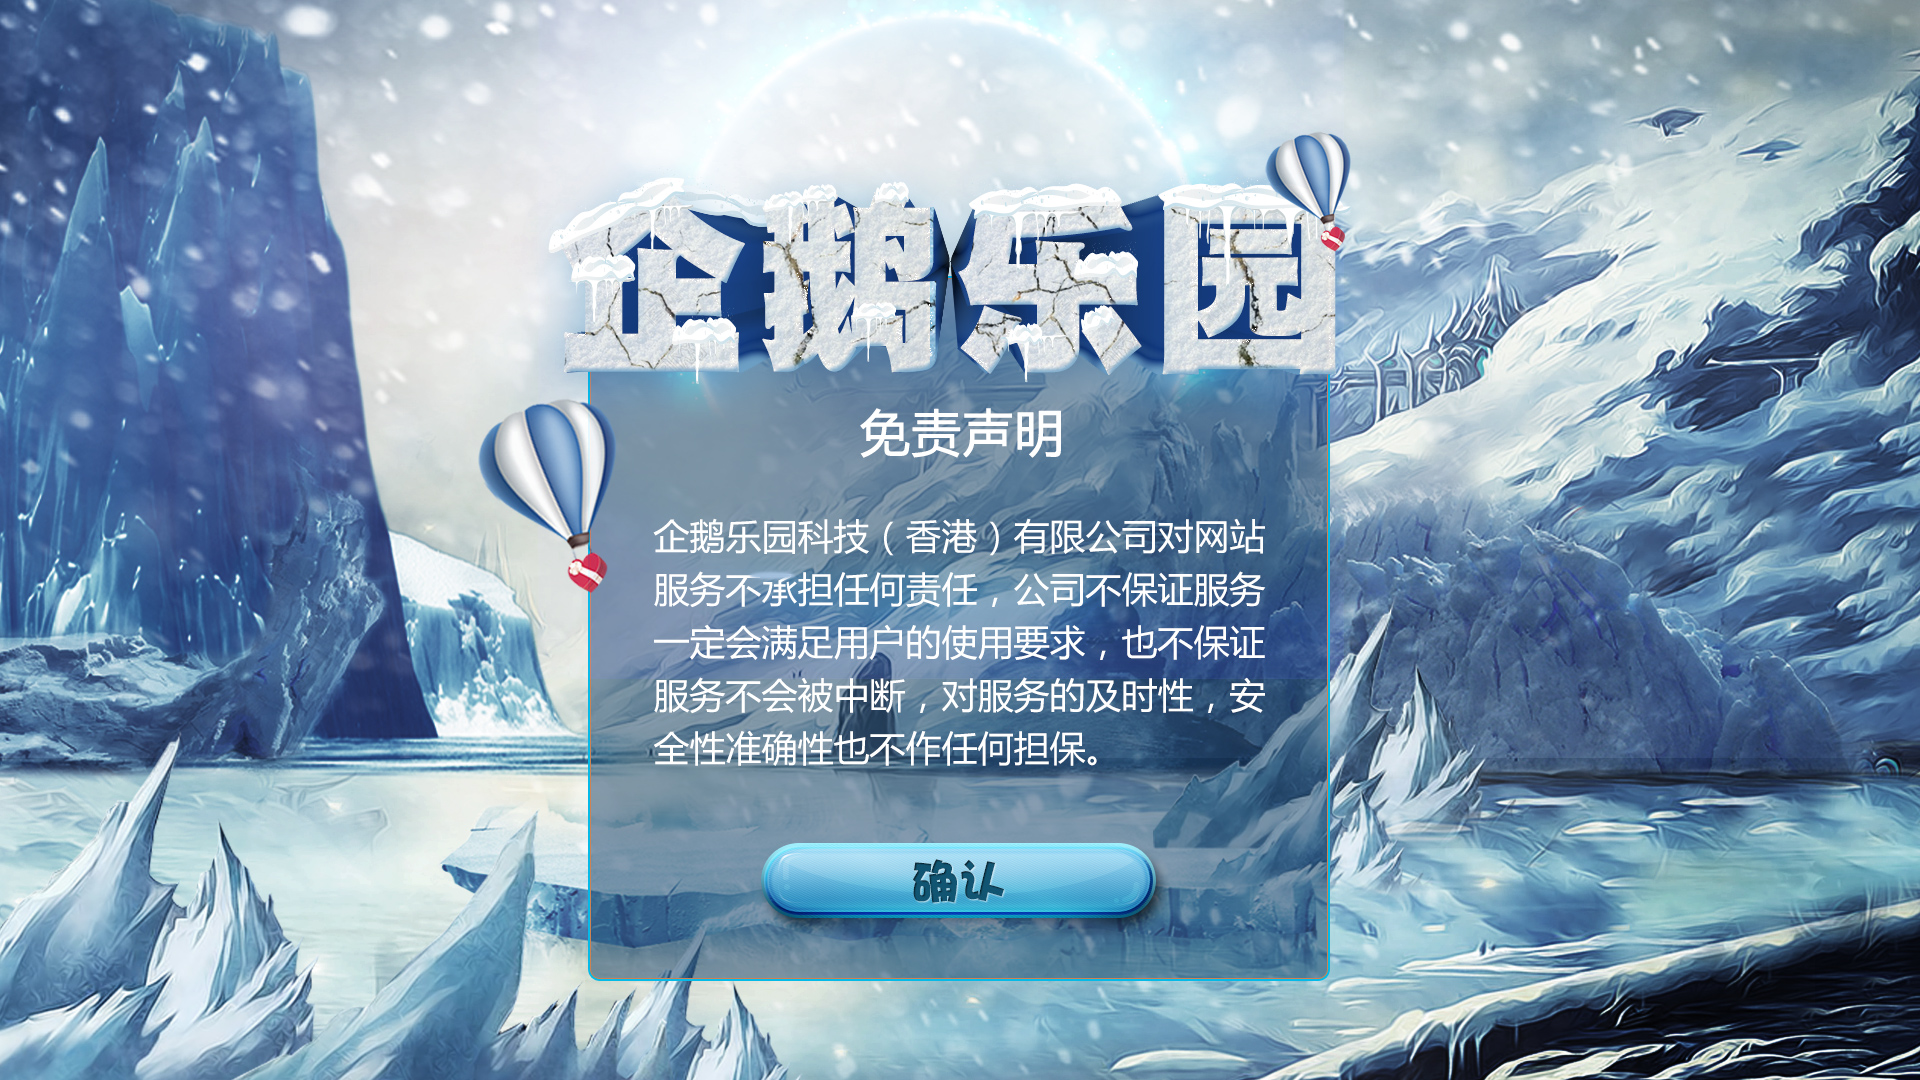 企鹅乐园
免责声明
企鹅乐园科技（香港）有限公司对网站
服务不承担任何责任，公司不保证服务
一定会满足用户的使用要求，也不保证
服务不会被中断，对服务的及时性，安
全性准确性也不作任何担保。
确认